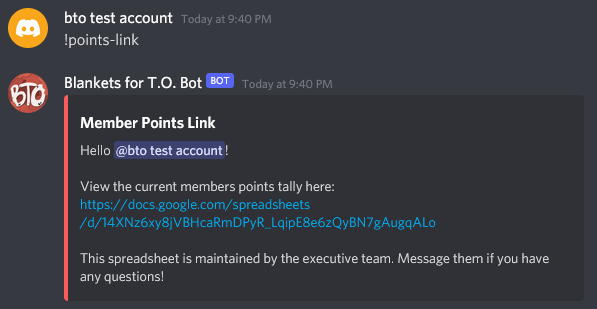 bto test account Today at 9:40 PM
!points-link
BTO
Blankets for T.O. Bot BOT Today at 9:40 PM
Member Points Link
Hello @bto test account!
View the current members points tally here:
https://docs.google.com/spreadsheets
/d/14XNz6xy8jVBHcaRmDPyR_LqipE8e6zQyBN7gAugqALo
This spreadsheet is maintained by the executive team. Message them if you have
any questions!